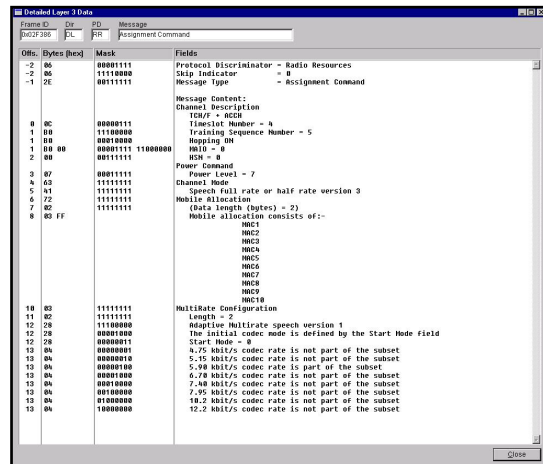 Detailed Layer 3 Data
Frame ID Dir PD Message
0x02F386 DL RR Assignment Command
Offs. Bytes (hex) Mask Fields
-2 06 00001111 Protocol Discriminator = Radio Resources
-2 06 11110000 Skip Indicator = 0
-1 2E 00111111 Message Type = Assignment Command
Message Content:
Channel Description
TCH/F + ACCH
0 0C 00000111 Timeslot Number = 4
1 B0 11100000 Training Sequence Number = 5
1 B0 00010000 Hopping ON
1 B0 00 00001111 11000000 MAIO = 0
2 00 00111111 HSN = 0
Power Command
3 07 00011111 Power Level = 7
4 63 11111111 Channel Mode
5 41 11111111 Speech full rate or half rate version 3
6 72 11111111 Mobile Allocation
7 02 11111111 (Data length (bytes) = 2)
8 03 FF Mobile allocation consists of:-
MAC1
MAC2
MAC3
MAC4
MAC5
MAC6
MAC7
MAC8
MAC9
MAC10
10 03 11111111 MultiRate Configuration
11 02 11111111 Length = 2
12 28 11100000 Adaptive Multirate speech version 1
12 28 00001000 The initial codec mode is defined by the Start Mode field
12 28 00000011 Start Mode = 0
13 04 00000001 4.75 kbit/s codec rate is not part of the subset
13 04 00000010 5.15 kbit/s codec rate is not part of the subset
13 04 00000100 5.90 kbit/s codec rate is part of the subset
13 04 00001000 6.70 kbit/s codec rate is not part of the subset
13 04 00010000 7.40 kbit/s codec rate is not part of the subset
13 04 00100000 7.95 kbit/s codec rate is not part of the subset
13 04 01000000 10.2 kbit/s codec rate is not part of the subset
13 04 10000000 12.2 kbit/s codec rate is not part of the subset
Close